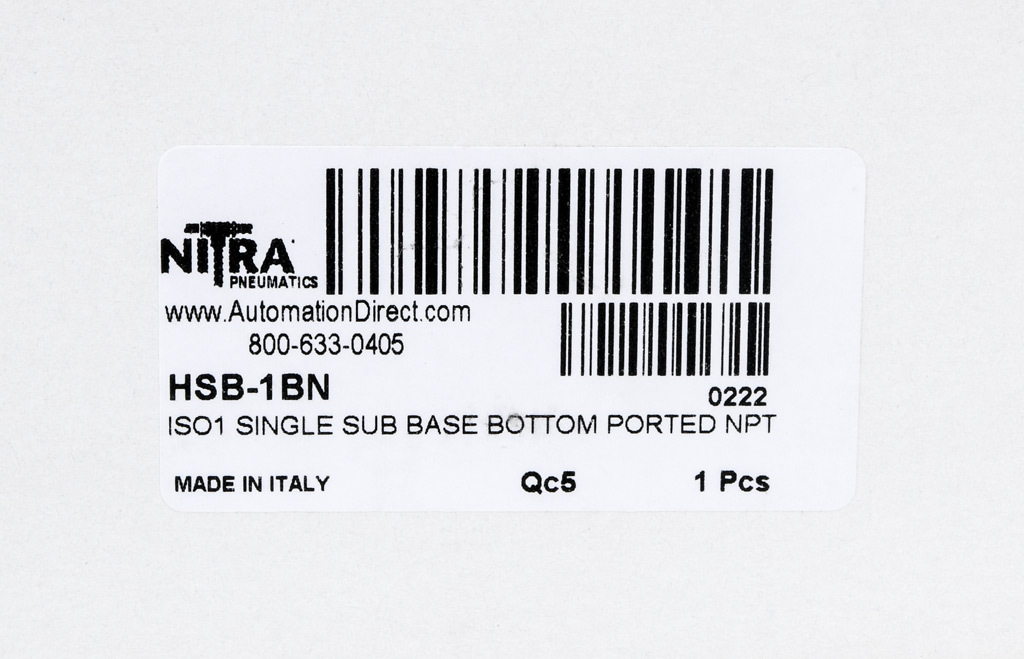 NITRA
PNEUMATICS
www.AutomationDirect.com
800-633-0405
HSB-1BN
0222
ISO1 SINGLE SUB BASE BOTTOM PORTED NPT
MADE IN ITALY Qc5 1 Pcs